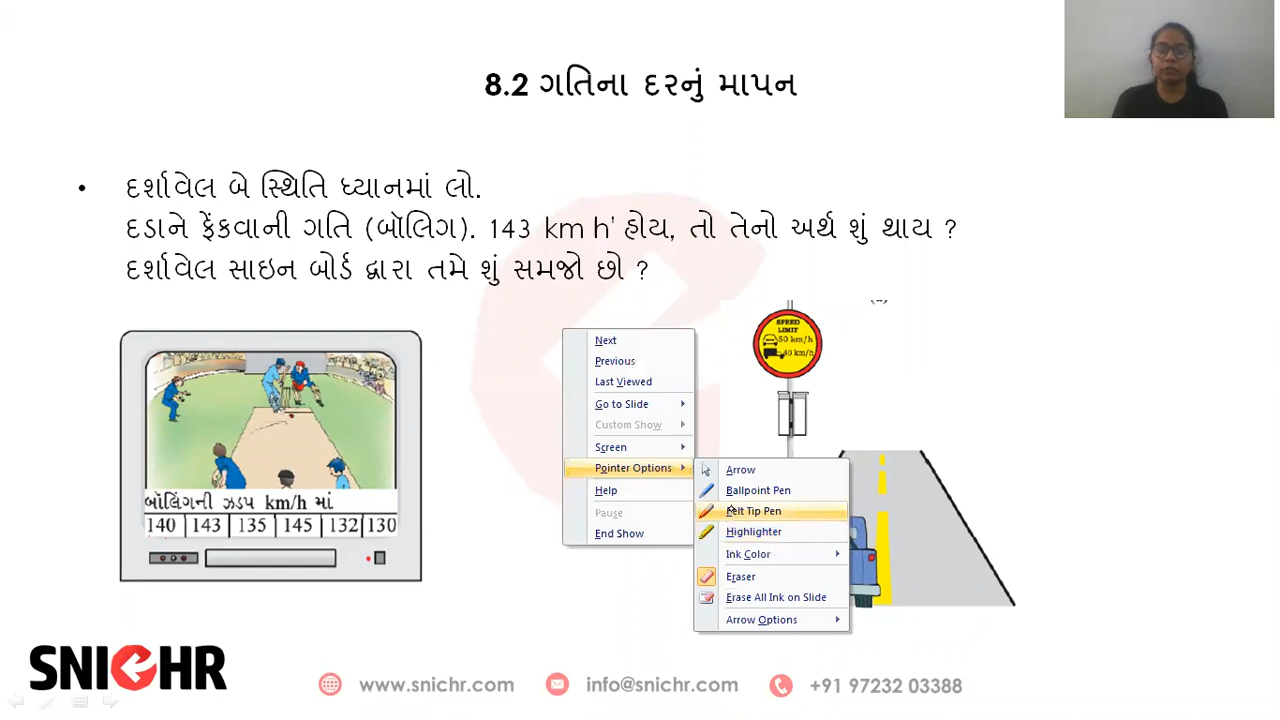 8.2 ગતિના દરનું માપન
• દર્શાવેલ બે સ્થિતિ ધ્યાનમાં લો.
દડાને ફેંકવાની ગતિ (બૉલિગ). 143 km h' હોય, તો તેનો અર્થ શું થાય ?
દર્શાવેલ સાઇન બોર્ડ દ્વારા તમે શું સમજો છો ?
SPEED
LIMIT
50 km/h
40 km/h
બૉલિંગની ઝડપ km/h માં
140 143 135 145 132 130
Next
Previous
Last Viewed
Go to Slide
Custom Show
Screen
Pointer Options
Help
Pause
End Show
Arrow
Ballpoint Pen
Felt Tip Pen
Highlighter
Ink Color
Eraser
Erase All Ink on Slide
Arrow Options
SNICHR
www.snichr.com info@snichr.com +91 97232 03388